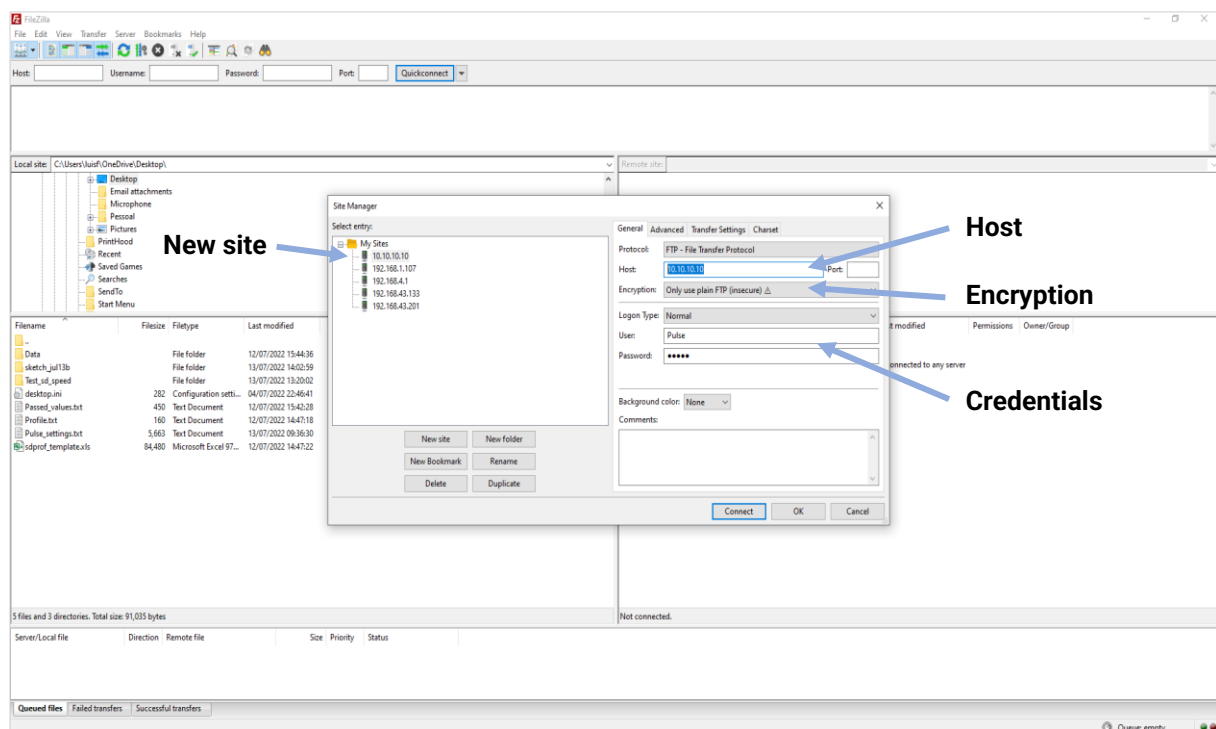 FileZilla
File Edit View Transfer Server Bookmarks Help
Host: Username: Password: Port: Quickconnect
Local site: C:\Users\luisf\OneDrive\Desktop\
Remote site:
Desktop
Email attachments
Microphone
Pessoal
Pictures
PrintHood
Recent
Saved Games
Searches
SendTo
Start Menu
New site
Site Manager
Select entry:
My Sites
10.10.10.10
192.168.1.107
192.168.4.1
192.168.43.133
192.168.43.201
New site New folder
New Bookmark Rename
Delete Duplicate
General Advanced Transfer Settings Charset
Protocol: FTP - File Transfer Protocol
Host: 10.10.10.10 Port:
Encryption: Only use plain FTP (insecure) ⚠
Logon Type: Normal
User: Pulse
Password: •••••
Background color: None
Comments:
Connect OK Cancel
Host
Encryption
Credentials
Filename Filesize Filetype Last modified
..
Data File folder 12/07/2022 15:44:36
sketch_jul13b File folder 13/07/2022 14:02:59
Test_sd_speed File folder 13/07/2022 13:20:02
desktop.ini 282 Configuration setti... 04/07/2022 22:46:41
Passed_values.txt 450 Text Document 12/07/2022 15:42:28
Profile.txt 160 Text Document 12/07/2022 14:47:18
Pulse_settings.txt 5,663 Text Document 13/07/2022 09:36:30
sdprof_template.xls 84,480 Microsoft Excel 97... 12/07/2022 14:47:22
t modified Permissions Owner/Group
onnected to any server
5 files and 3 directories. Total size: 91,035 bytes
Not connected.
Server/Local file Direction Remote file Size Priority Status
Queued files Failed transfers Successful transfers
Queue: empty